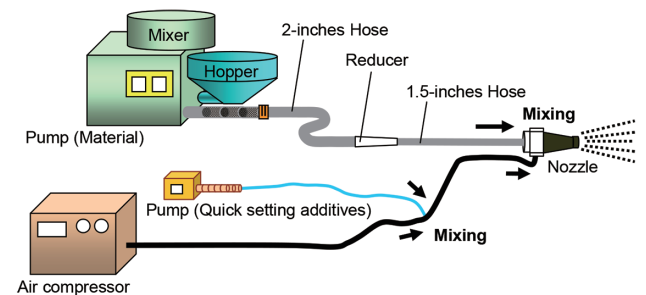 Mixer
2-inches Hose
Hopper
Reducer
1.5-inches Hose
Mixing
Pump (Material)
Nozzle
Pump (Quick setting additives)
Mixing
Air compressor